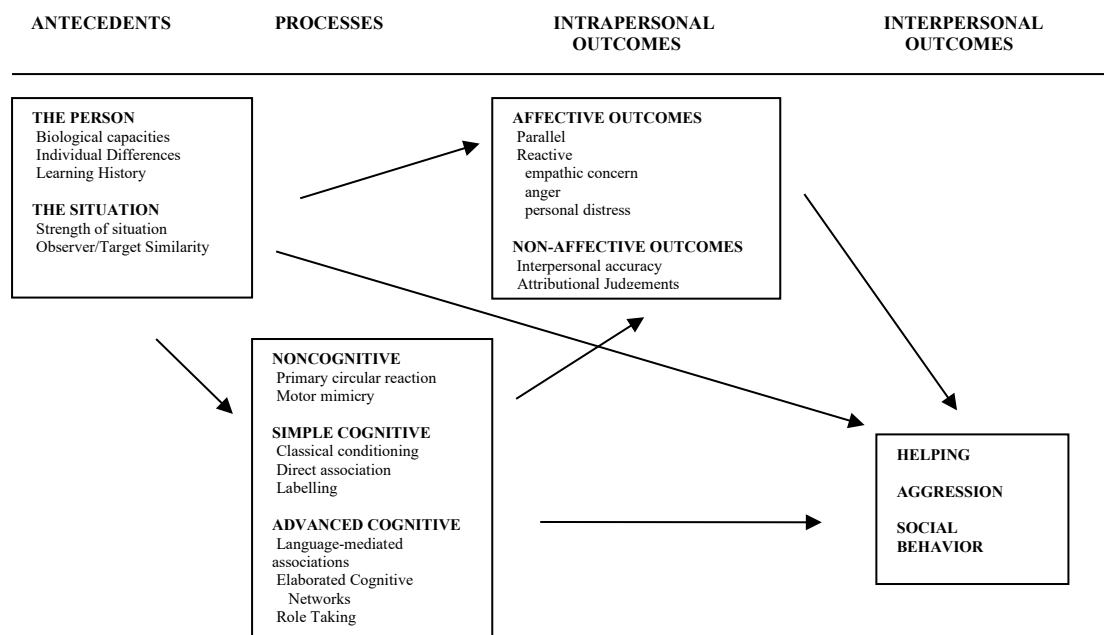 ANTECEDENTS
PROCESSES
INTRAPERSONAL
OUTCOMES
INTERPERSONAL
OUTCOMES
THE PERSON
Biological capacities
Individual Differences
Learning History
THE SITUATION
Strength of situation
Observer/Target Similarity
NONCOGNITIVE
Primary circular reaction
Motor mimicry
SIMPLE COGNITIVE
Classical conditioning
Direct association
Labelling
ADVANCED COGNITIVE
Language-mediated
associations
Elaborated Cognitive
Networks
Role Taking
AFFECTIVE OUTCOMES
Parallel
Reactive
empathic concern
anger
personal distress
NON-AFFECTIVE OUTCOMES
Interpersonal accuracy
Attributional Judgements
HELPING
AGGRESSION
SOCIAL
BEHAVIOR